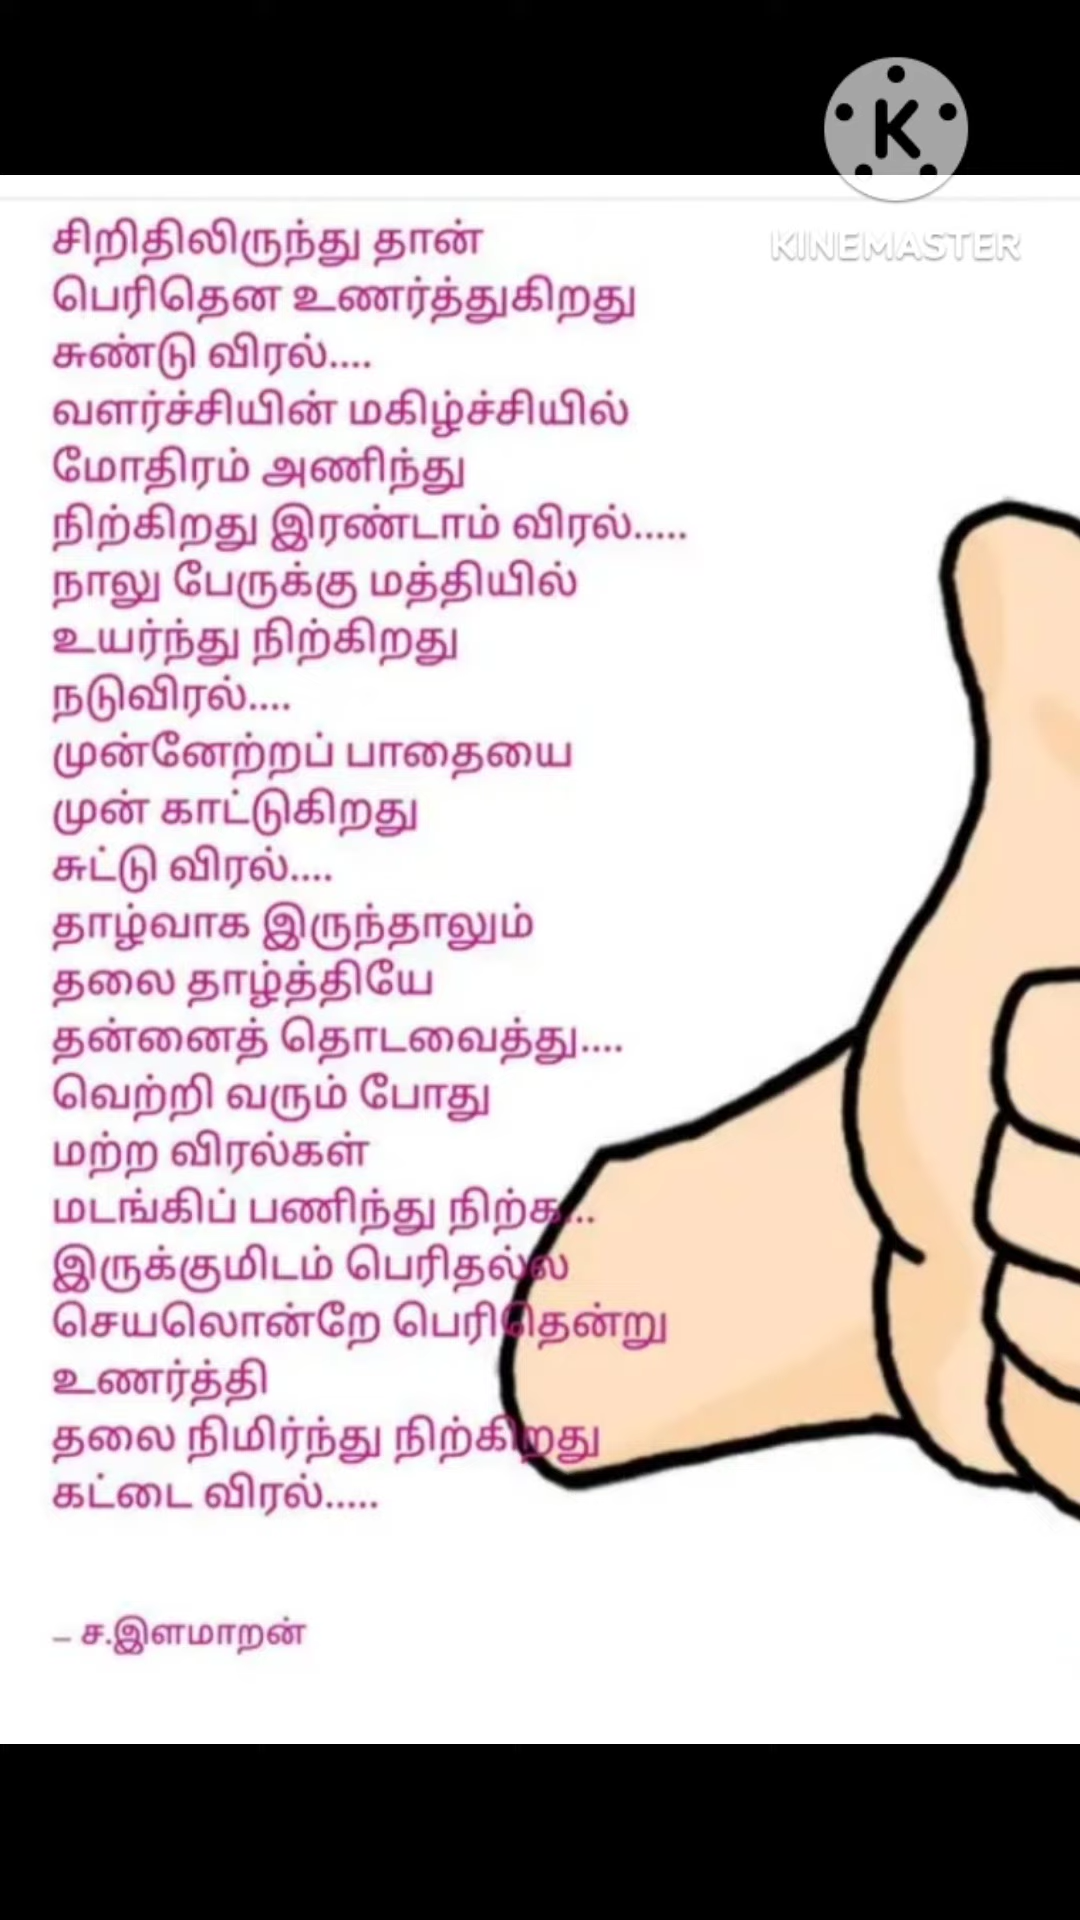 KINEMASTER
சிறிதிலிருந்து தான்
பெரிதென உணர்த்துகிறது
சுண்டு விரல்....
வளர்ச்சியின் மகிழ்ச்சியில்
மோதிரம் அணிந்து
நிற்கிறது இரண்டாம் விரல்.....
நாலு பேருக்கு மத்தியில்
உயர்ந்து நிற்கிறது
நடுவிரல்....
முன்னேற்றப் பாதையை
முன் காட்டுகிறது
சுட்டு விரல்....
தாழ்வாக இருந்தாலும்
தலை தாழ்த்தியே
தன்னைத் தொடவைத்து....
வெற்றி வரும் போது
மற்ற விரல்கள்
மடங்கிப் பணிந்து நிற்க...
இருக்குமிடம் பெரிதல்ல
செயலொன்றே பெரிதென்று
உணர்த்தி
தலை நிமிர்ந்து நிற்கிறது
கட்டை விரல்.....
– ச.இளமாறன்